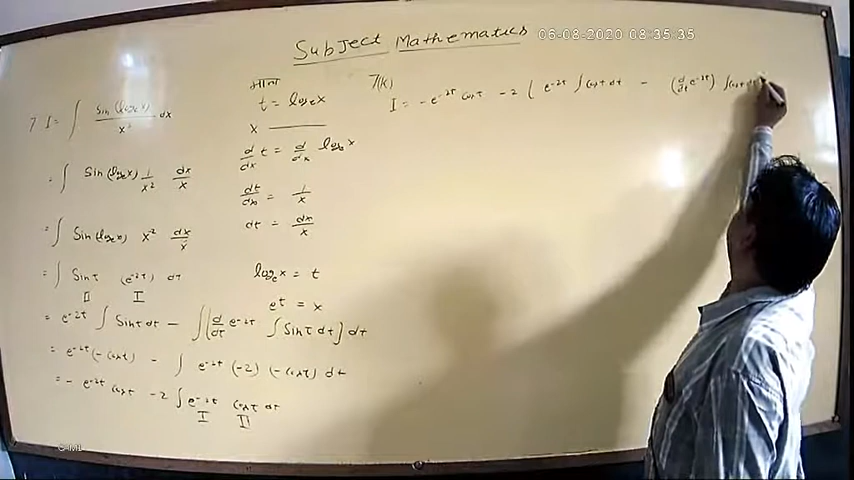 Subject Mathematics
06-08-2020 08:35:35
7 I = ∫ Sin (logₑx) / x² dx
= ∫ Sin (logₑx) 1/x² dx/x
= ∫ Sin (logₑx) x² dx/x
= ∫ Sin t (e⁻²ᵗ) dt
II I
= e⁻²ᵗ ∫ Sin t dt − ∫ (d/dt e⁻²ᵗ ∫ Sin t dt) dt
= e⁻²ᵗ (− cos t) − ∫ e⁻²ᵗ (−2) (− cos t) dt
= − e⁻²ᵗ cos t − 2 ∫ e⁻²ᵗ cos t dt
I II
माना
t = logₑx
x
d/dx t = d/dx logₑx
dt/dx = 1/x
dt = dx/x
logₑx = t
eᵗ = x
7(k)
I = − e⁻²ᵗ cos t − 2 ( e⁻²ᵗ ∫ cos t dt − (d/dt e⁻²ᵗ) ∫ cos t dt